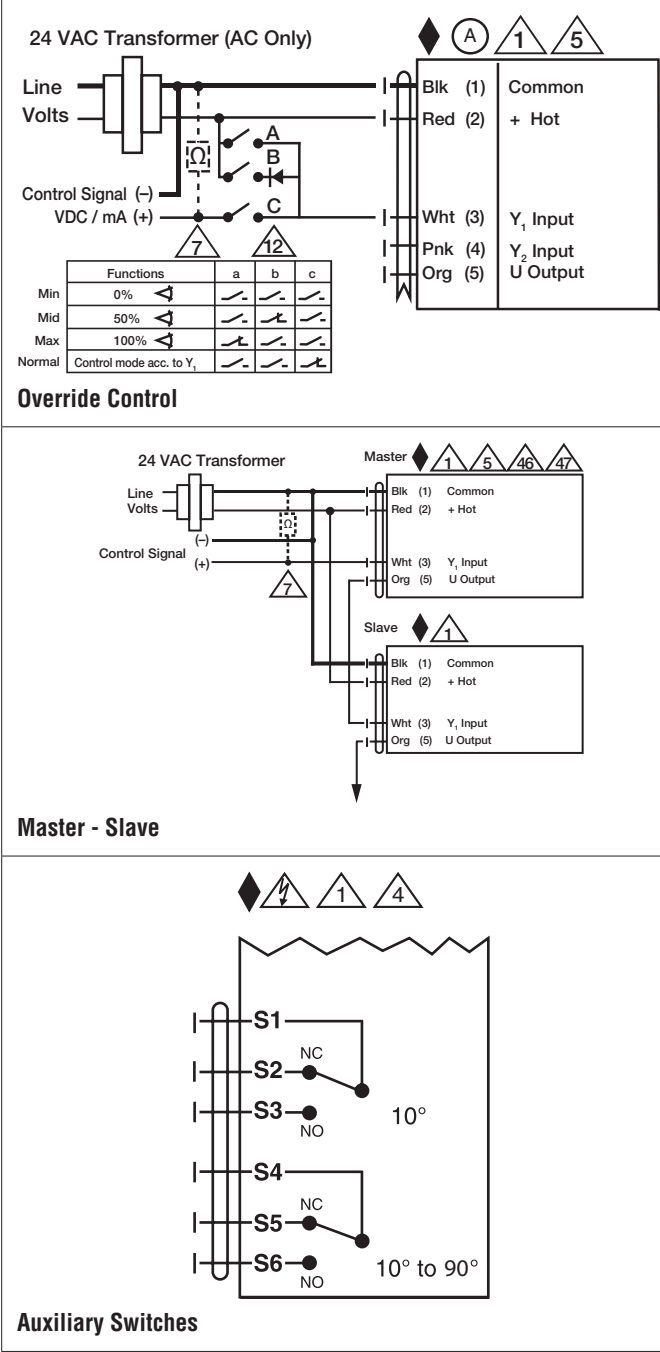 24 VAC Transformer (AC Only)
A 1 5
Line
Volts
Blk (1) Common
Red (2) + Hot
A
B
Ω
Control Signal (–)
VDC / mA (+)
C
Wht (3) Y1 Input
Pnk (4) Y2 Input
Org (5) U Output
7 12
Functions a b c
Min 0%
Mid 50%
Max 100%
Normal Control mode acc. to Y1
Override Control
24 VAC Transformer
Master 1 5 46 47
Line
Volts
Blk (1) Common
Red (2) + Hot
Ω
(–)
Control Signal
(+)
Wht (3) Y1 Input
Org (5) U Output
7
Slave 1
Blk (1) Common
Red (2) + Hot
Wht (3) Y1 Input
Org (5) U Output
Master - Slave
1 4
S1
NC
S2
S3 10°
NO
S4
NC
S5
S6 10° to 90°
NO
Auxiliary Switches